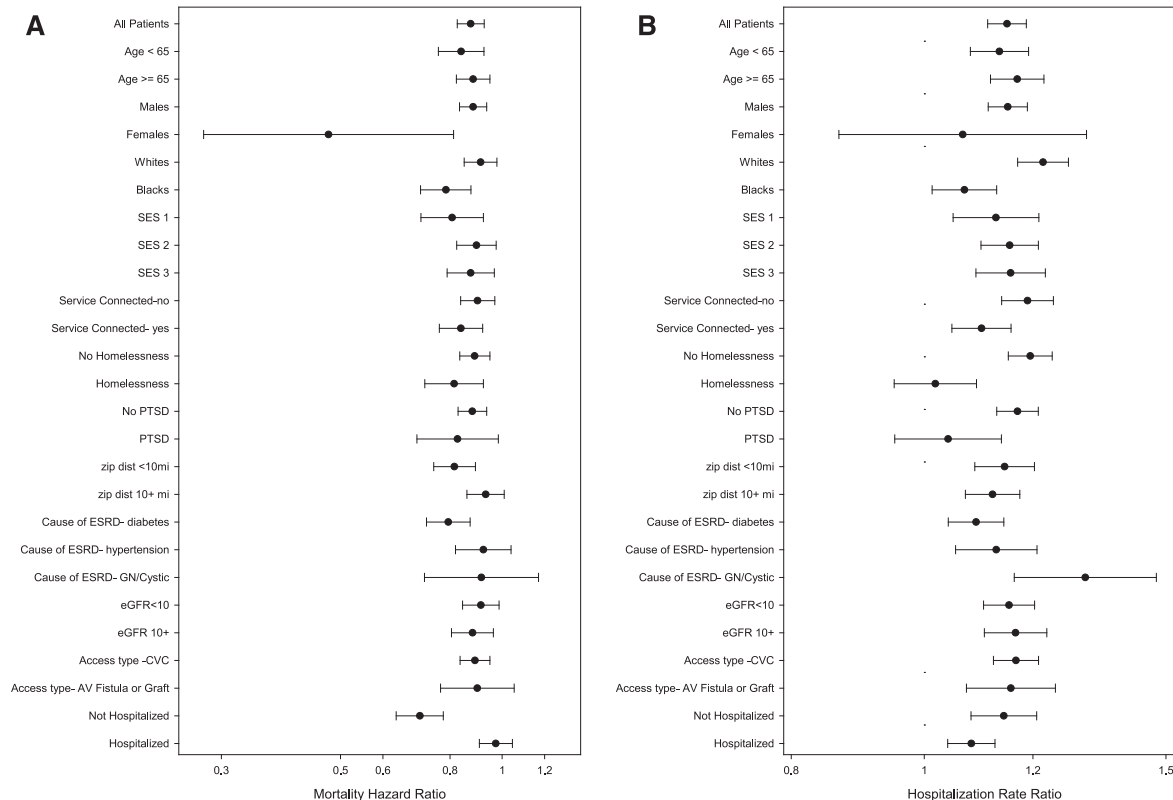 A
B
All Patients
Age < 65
Age >= 65
Males
Females
Whites
Blacks
SES 1
SES 2
SES 3
Service Connected-no
Service Connected- yes
No Homelessness
Homelessness
No PTSD
PTSD
zip dist <10mi
zip dist 10+ mi
Cause of ESRD- diabetes
Cause of ESRD- hypertension
Cause of ESRD- GN/Cystic
eGFR<10
eGFR 10+
Access type -CVC
Access type- AV Fistula or Graft
Not Hospitalized
Hospitalized
0.3 0.5 0.6 0.8 1 1.2
Mortality Hazard Ratio
All Patients
Age < 65
Age >= 65
Males
Females
Whites
Blacks
SES 1
SES 2
SES 3
Service Connected-no
Service Connected- yes
No Homelessness
Homelessness
No PTSD
PTSD
zip dist <10mi
zip dist 10+ mi
Cause of ESRD- diabetes
Cause of ESRD- hypertension
Cause of ESRD- GN/Cystic
eGFR<10
eGFR 10+
Access type -CVC
Access type- AV Fistula or Graft
Not Hospitalized
Hospitalized
0.8 1 1.2 1.5
Hospitalization Rate Ratio